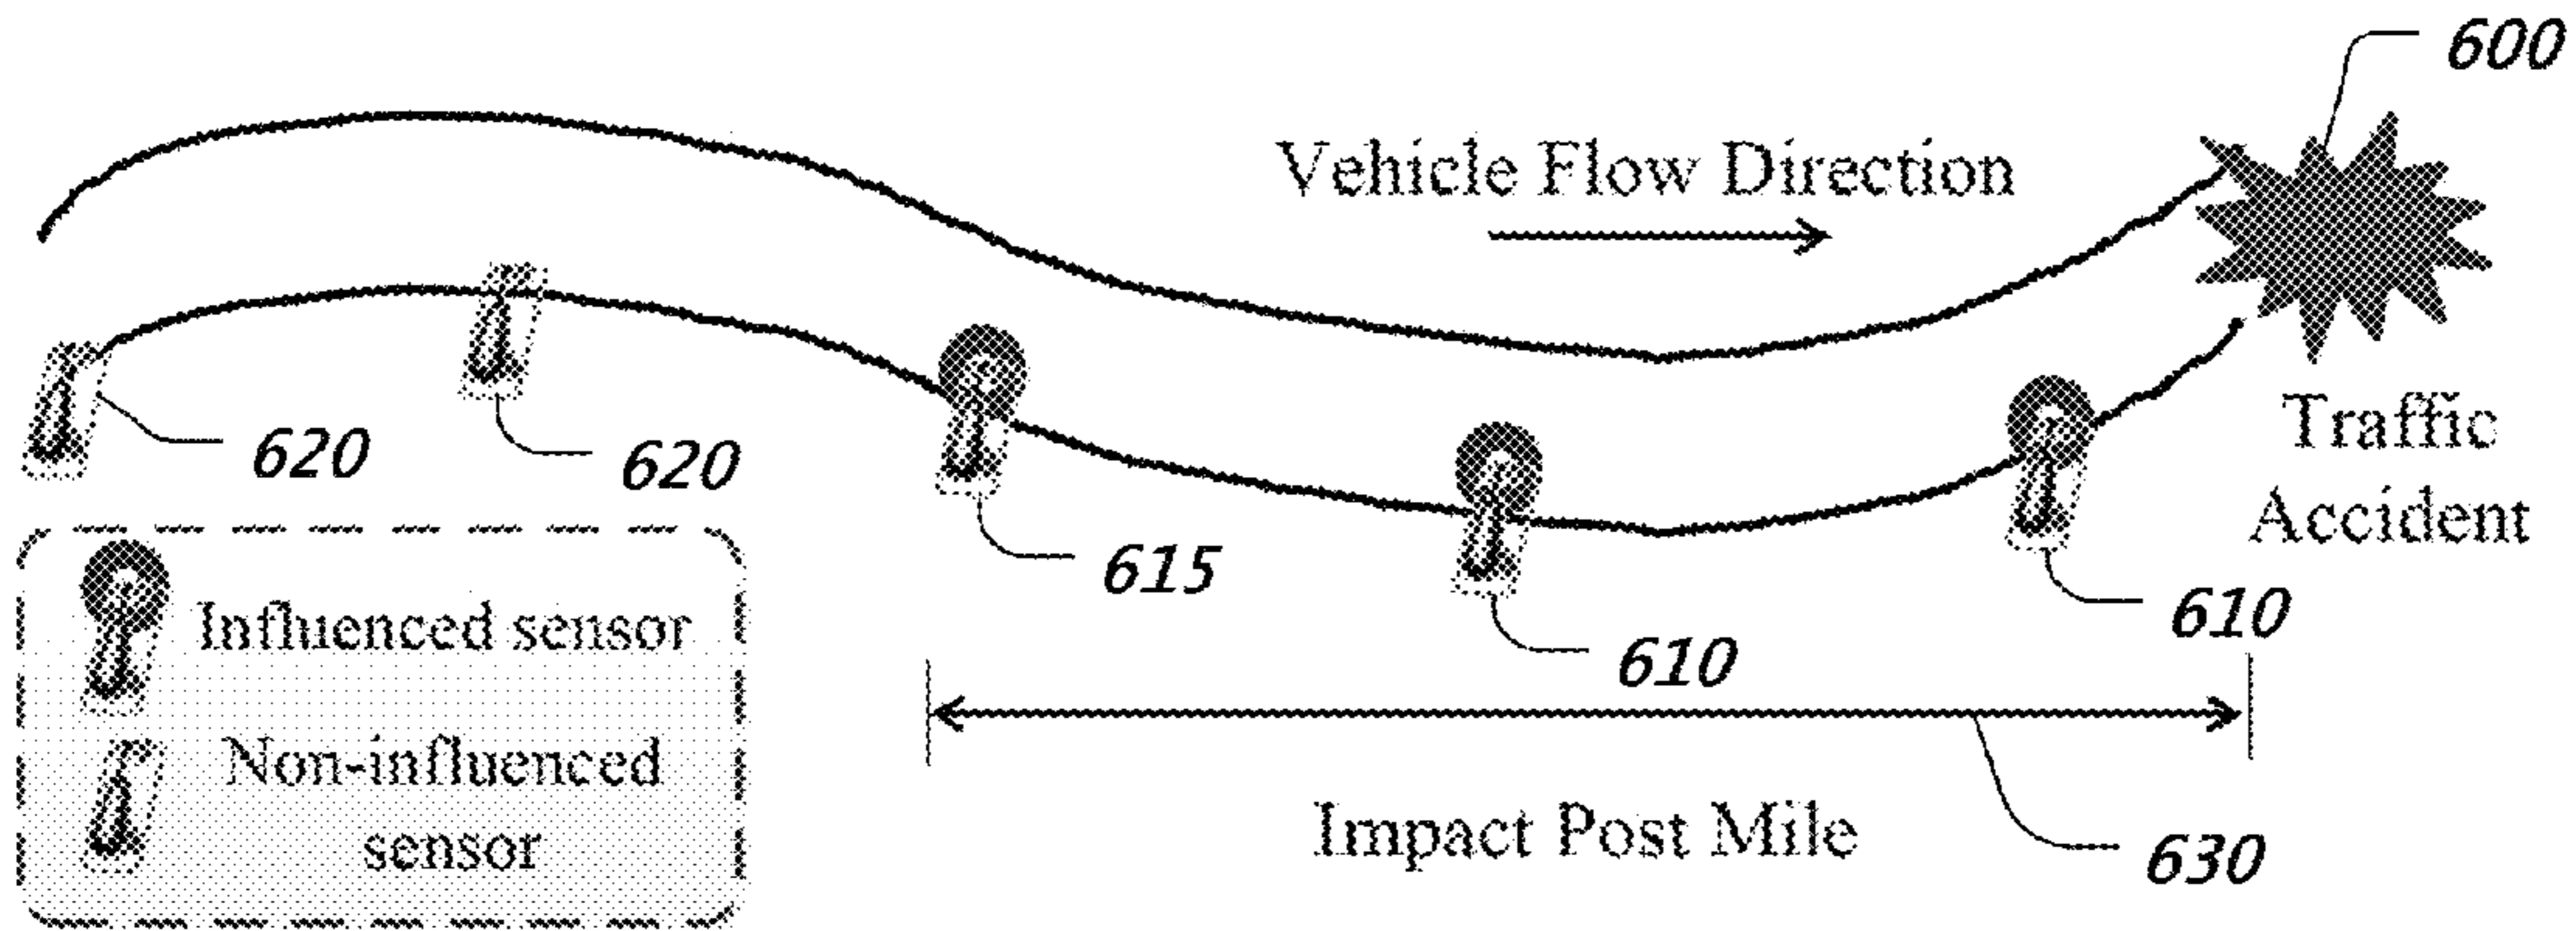 600
Vehicle Flow Direction
Traffic
Accident
620
620
615
610
610
Influenced sensor
Non-influenced
sensor
Impact Post Mile
630